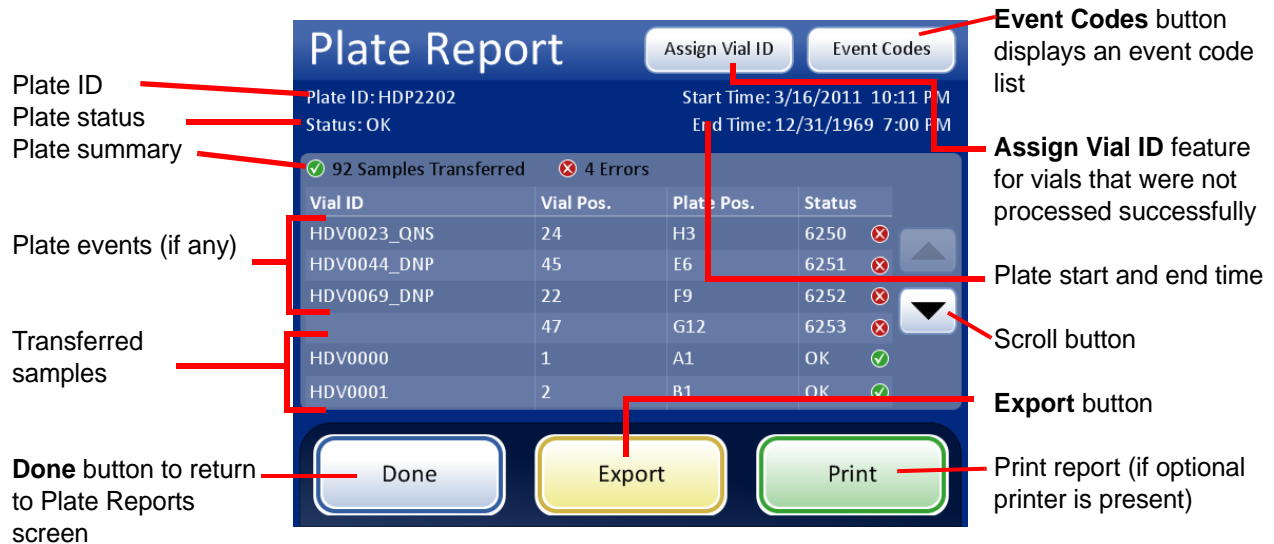 Plate Report
Assign Vial ID
Event Codes
Plate ID: HDP2202
Start Time: 3/16/2011 10:11 PM
Status: OK
End Time: 12/31/1969 7:00 PM
92 Samples Transferred 4 Errors
Vial ID Vial Pos. Plate Pos. Status
HDV0023_QNS 24 H3 6250
HDV0044_DNP 45 E6 6251
HDV0069_DNP 22 F9 6252
47 G12 6253
HDV0000 1 A1 OK
HDV0001 2 B1 OK
Done
Export
Print
Plate ID
Plate status
Plate summary
Plate events (if any)
Transferred
samples
Done button to return
to Plate Reports
screen
Event Codes button
displays an event code
list
Assign Vial ID feature
for vials that were not
processed successfully
Plate start and end time
Scroll button
Export button
Print report (if optional
printer is present)